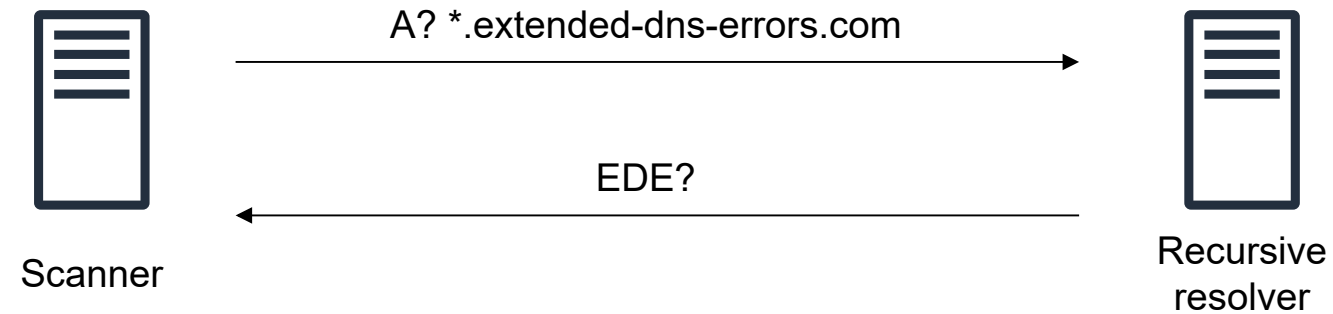 A? *.extended-dns-errors.com
EDE?
Scanner
Recursive
resolver